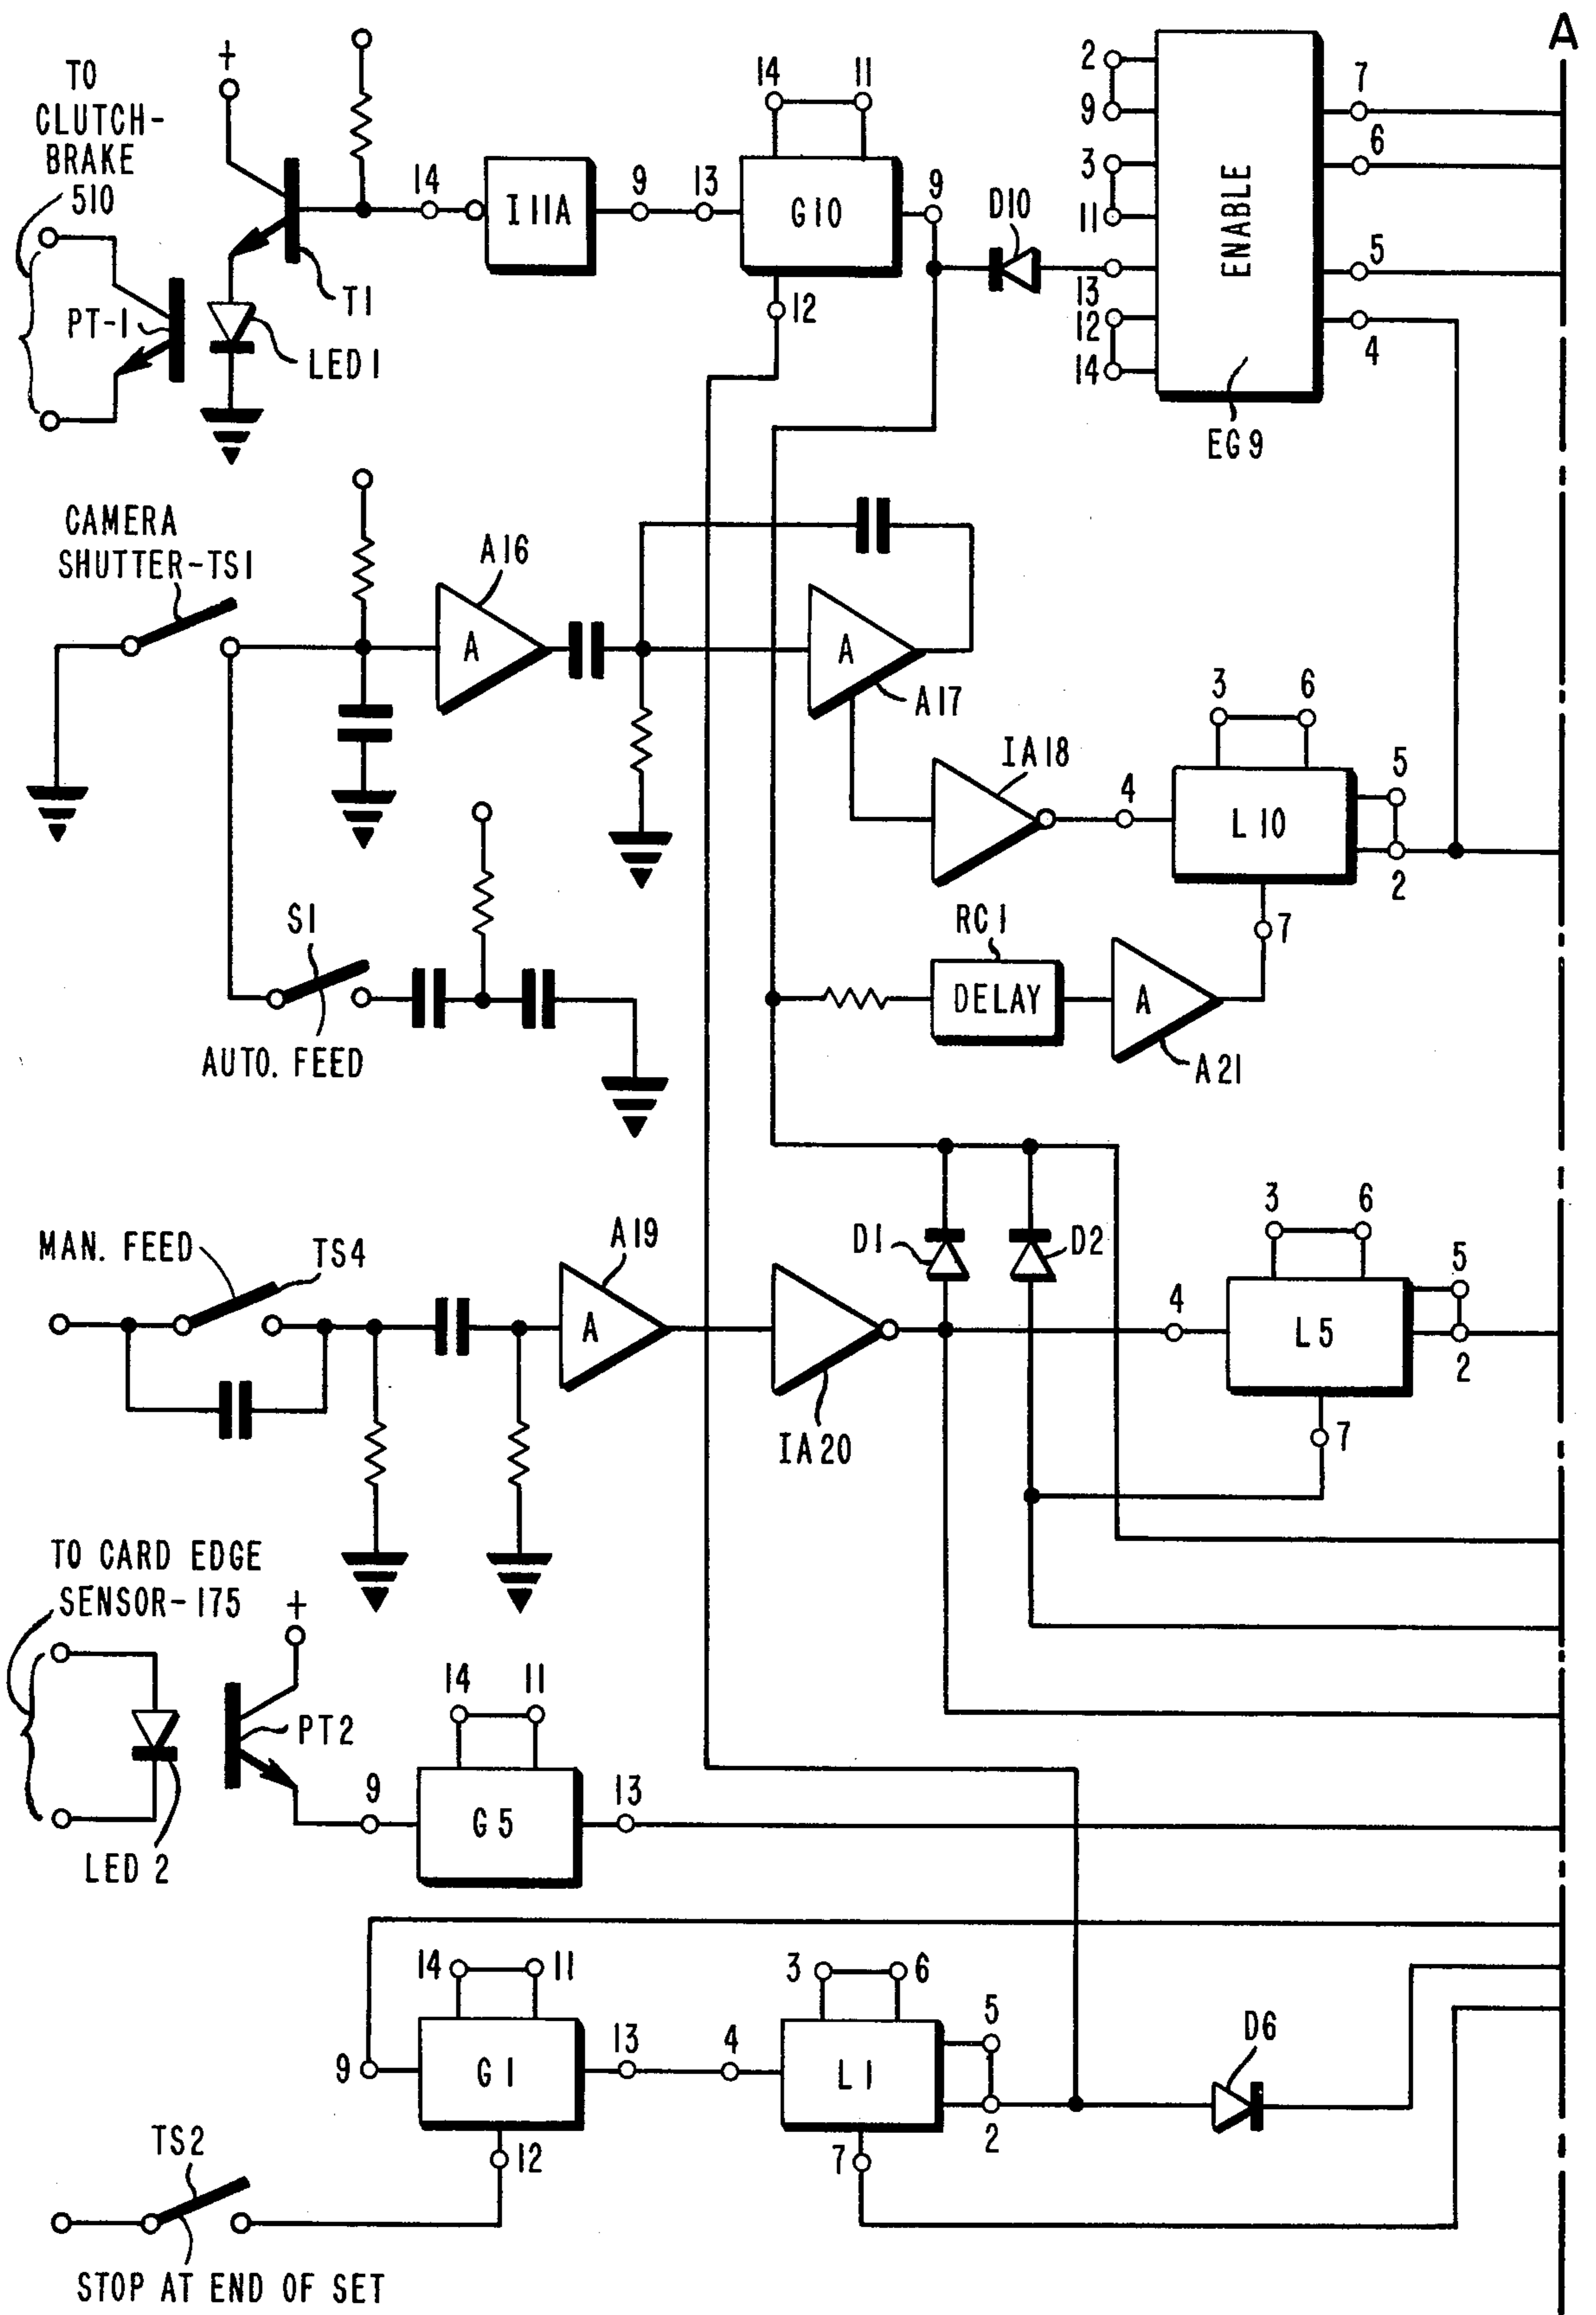 A
TO
CLUTCH-
BRAKE
510
+
14
11
2
9
3
11
13
12
14
7
6
5
4
ENABLE
EG9
14
I11A
9
13
G10
9
12
D10
T1
PT-1
LED1
CAMERA
SHUTTER-TS1
A16
A
A
A17
IA18
4
3
6
L10
5
2
7
S1
AUTO. FEED
RC1
DELAY
A
A21
MAN. FEED
TS4
A19
A
IA20
D1
D2
4
3
6
L5
5
2
7
TO CARD EDGE
SENSOR-175
+
PT2
LED 2
14
11
9
G5
13
14
11
9
G1
13
12
4
3
6
L1
5
2
7
D6
TS2
STOP AT END OF SET